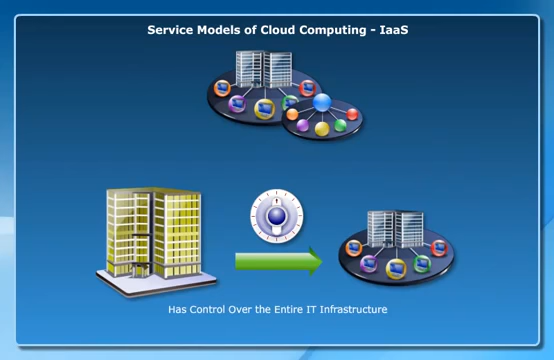 Service Models of Cloud Computing - IaaS
Has Control Over the Entire IT Infrastructure